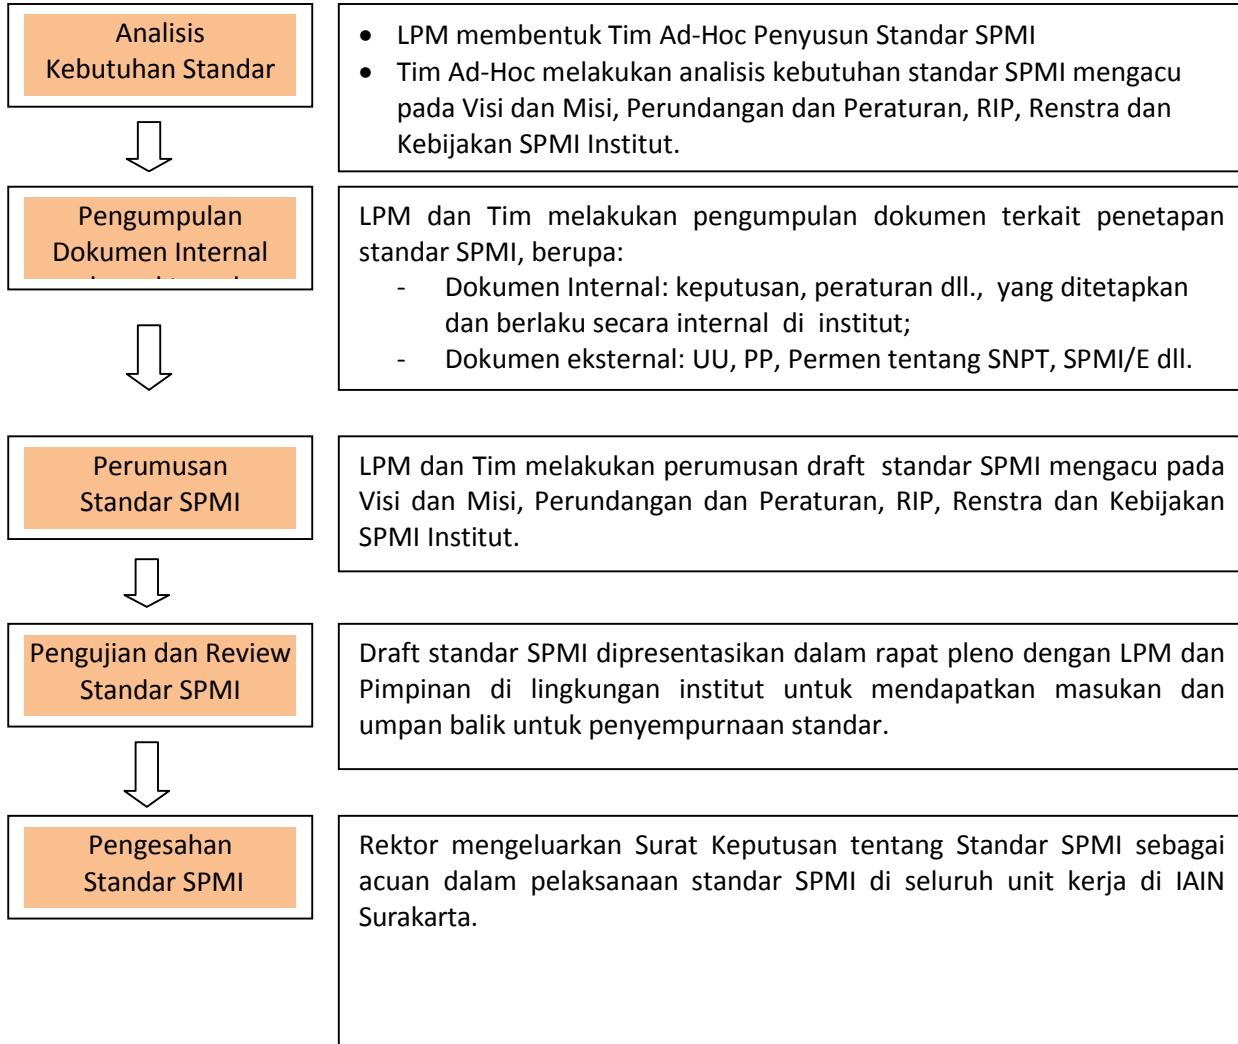 Analisis
Kebutuhan Standar
• LPM membentuk Tim Ad-Hoc Penyusun Standar SPMI
• Tim Ad-Hoc melakukan analisis kebutuhan standar SPMI mengacu
pada Visi dan Misi, Perundangan dan Peraturan, RIP, Renstra dan
Kebijakan SPMI Institut.
Pengumpulan
Dokumen Internal
LPM dan Tim melakukan pengumpulan dokumen terkait penetapan
standar SPMI, berupa:
- Dokumen Internal: keputusan, peraturan dll., yang ditetapkan
dan berlaku secara internal di institut;
- Dokumen eksternal: UU, PP, Permen tentang SNPT, SPMI/E dll.
Perumusan
Standar SPMI
LPM dan Tim melakukan perumusan draft standar SPMI mengacu pada
Visi dan Misi, Perundangan dan Peraturan, RIP, Renstra dan Kebijakan
SPMI Institut.
Pengujian dan Review
Standar SPMI
Draft standar SPMI dipresentasikan dalam rapat pleno dengan LPM dan
Pimpinan di lingkungan institut untuk mendapatkan masukan dan
umpan balik untuk penyempurnaan standar.
Pengesahan
Standar SPMI
Rektor mengeluarkan Surat Keputusan tentang Standar SPMI sebagai
acuan dalam pelaksanaan standar SPMI di seluruh unit kerja di IAIN
Surakarta.